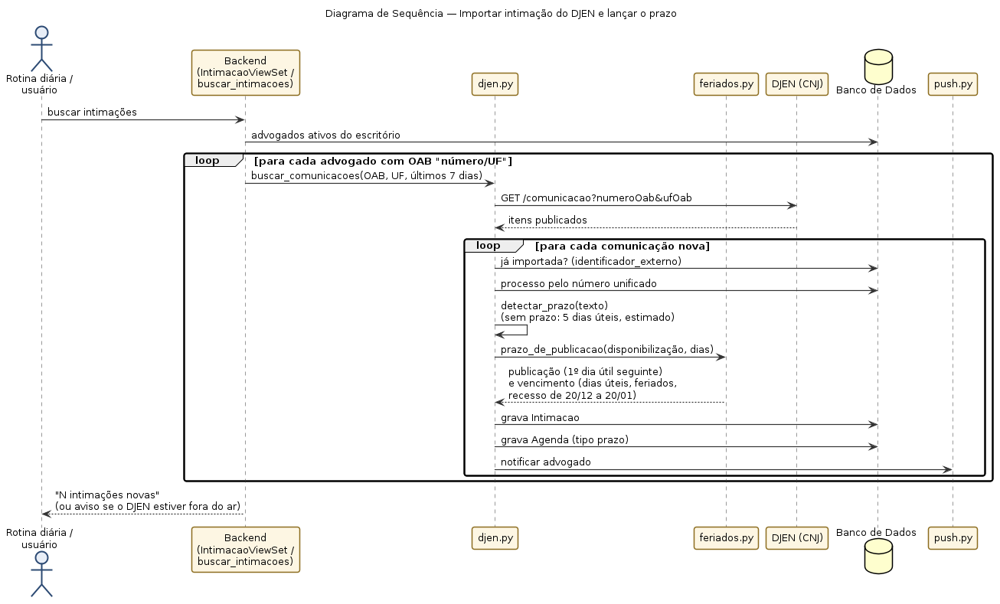 Diagrama de Sequência — Importar intimação do DJEN e lançar o prazo
Rotina diária /
usuário
Backend
(IntimacaoViewSet /
buscar_intimacoes)
djen.py
feriados.py
DJEN (CNJ)
Banco de Dados
push.py
buscar intimações
advogados ativos do escritório
loop
[para cada advogado com OAB "número/UF"]
buscar_comunicacoes(OAB, UF, últimos 7 dias)
GET /comunicacao?numeroOab&ufOab
itens publicados
loop
[para cada comunicação nova]
já importada? (identificador_externo)
processo pelo número unificado
detectar_prazo(texto)
(sem prazo: 5 dias úteis, estimado)
prazo_de_publicacao(disponibilização, dias)
publicação (1º dia útil seguinte)
e vencimento (dias úteis, feriados,
recesso de 20/12 a 20/01)
grava Intimacao
grava Agenda (tipo prazo)
notificar advogado
"N intimações novas"
(ou aviso se o DJEN estiver fora do ar)
Rotina diária /
usuário
Backend
(IntimacaoViewSet /
buscar_intimacoes)
djen.py
feriados.py
DJEN (CNJ)
Banco de Dados
push.py